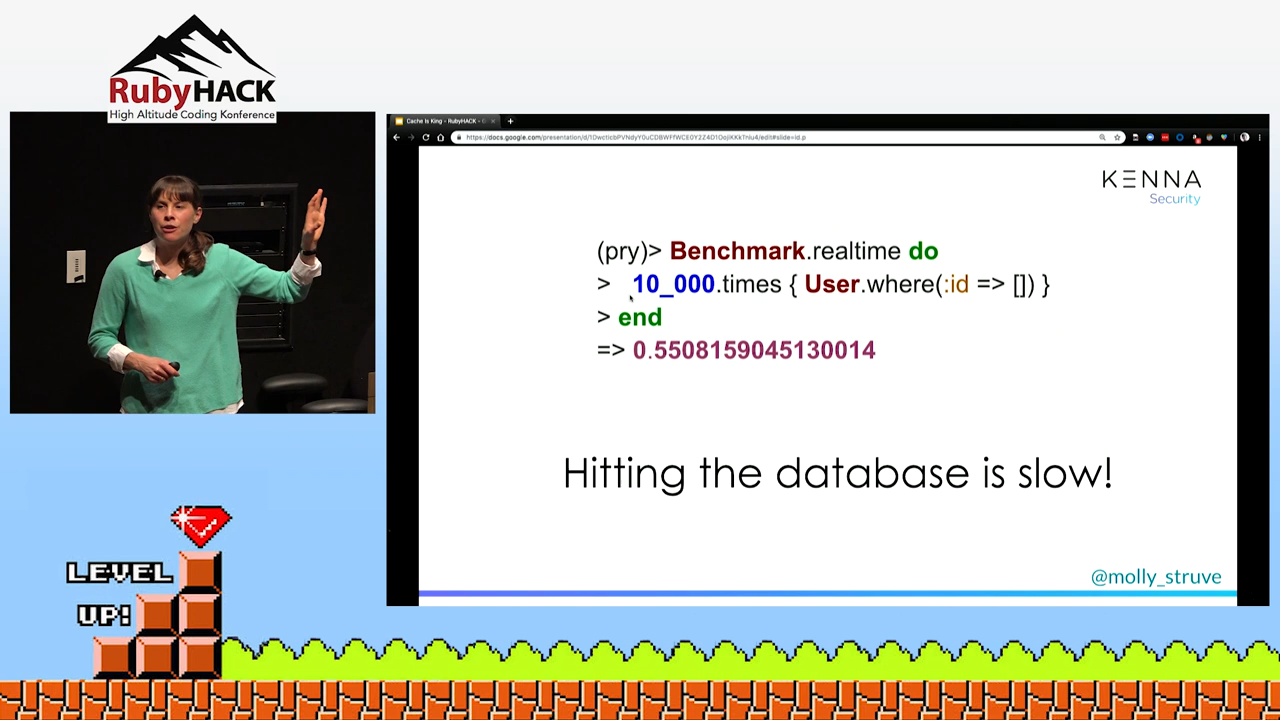 RubyHACK
High Altitude Coding Konference
Cache Is King - RubyHACK - G
KENNA
Security
(pry)> Benchmark.realtime do
> 10_000.times { User.where(:id => []) }
> end
=> 0.5508159045130014
Hitting the database is slow!
@molly_struve
LEVEL
UP!